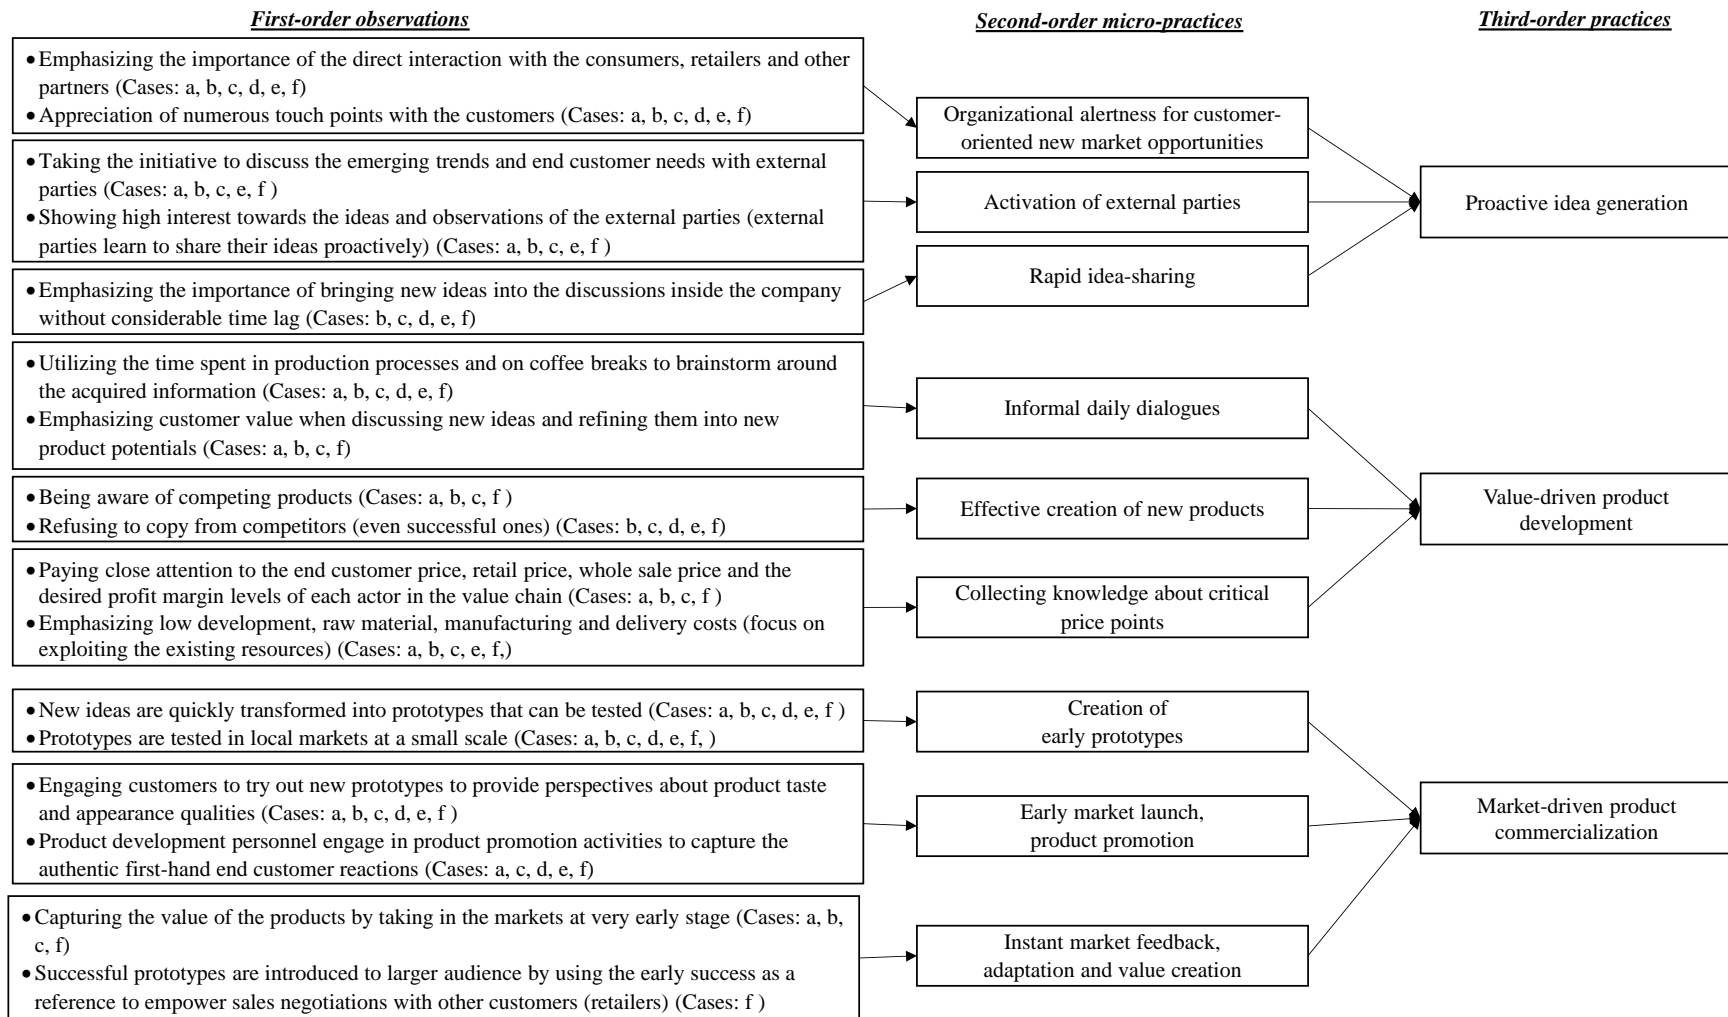 First-order observations
Second-order micro-practices
Third-order practices
•Emphasizing the importance of the direct interaction with the consumers, retailers and other
partners (Cases: a, b, c, d, e, f)
•Appreciation of numerous touch points with the customers (Cases: a, b, c, d, e, f)
•Taking the initiative to discuss the emerging trends and end customer needs with external
parties (Cases: a, b, c, e, f )
•Showing high interest towards the ideas and observations of the external parties (external
parties learn to share their ideas proactively) (Cases: a, b, c, e, f )
•Emphasizing the importance of bringing new ideas into the discussions inside the company
without considerable time lag (Cases: b, c, d, e, f)
Organizational alertness for customer-
oriented new market opportunities
Activation of external parties
Rapid idea-sharing
Proactive idea generation
•Utilizing the time spent in production processes and on coffee breaks to brainstorm around
the acquired information (Cases: a, b, c, d, e, f)
•Emphasizing customer value when discussing new ideas and refining them into new
product potentials (Cases: a, b, c, f)
•Being aware of competing products (Cases: a, b, c, f )
•Refusing to copy from competitors (even successful ones) (Cases: b, c, d, e, f)
•Paying close attention to the end customer price, retail price, whole sale price and the
desired profit margin levels of each actor in the value chain (Cases: a, b, c, f )
•Emphasizing low development, raw material, manufacturing and delivery costs (focus on
exploiting the existing resources) (Cases: a, b, c, e, f,)
Informal daily dialogues
Effective creation of new products
Collecting knowledge about critical
price points
Value-driven product
development
•New ideas are quickly transformed into prototypes that can be tested (Cases: a, b, c, d, e, f )
•Prototypes are tested in local markets at a small scale (Cases: a, b, c, d, e, f, )
•Engaging customers to try out new prototypes to provide perspectives about product taste
and appearance qualities (Cases: a, b, c, d, e, f )
•Product development personnel engage in product promotion activities to capture the
authentic first-hand end customer reactions (Cases: a, c, d, e, f)
•Capturing the value of the products by taking in the markets at very early stage (Cases: a, b,
c, f)
•Successful prototypes are introduced to larger audience by using the early success as a
reference to empower sales negotiations with other customers (retailers) (Cases: f )
Creation of
early prototypes
Early market launch,
product promotion
Instant market feedback,
adaptation and value creation
Market-driven product
commercialization